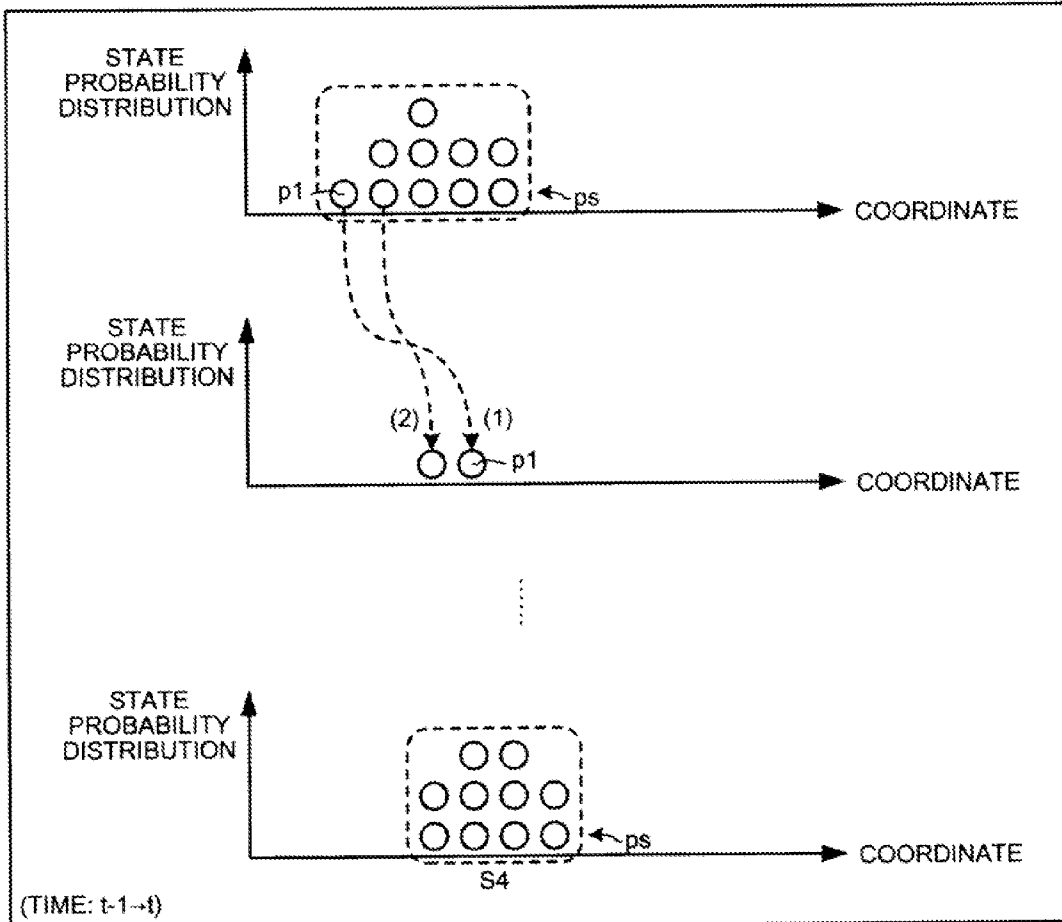 STATE
PROBABILITY
DISTRIBUTION
p1
ps
COORDINATE
STATE
PROBABILITY
DISTRIBUTION
(2)
(1)
p1
COORDINATE
STATE
PROBABILITY
DISTRIBUTION
ps
COORDINATE
S4
(TIME: t-1→t)